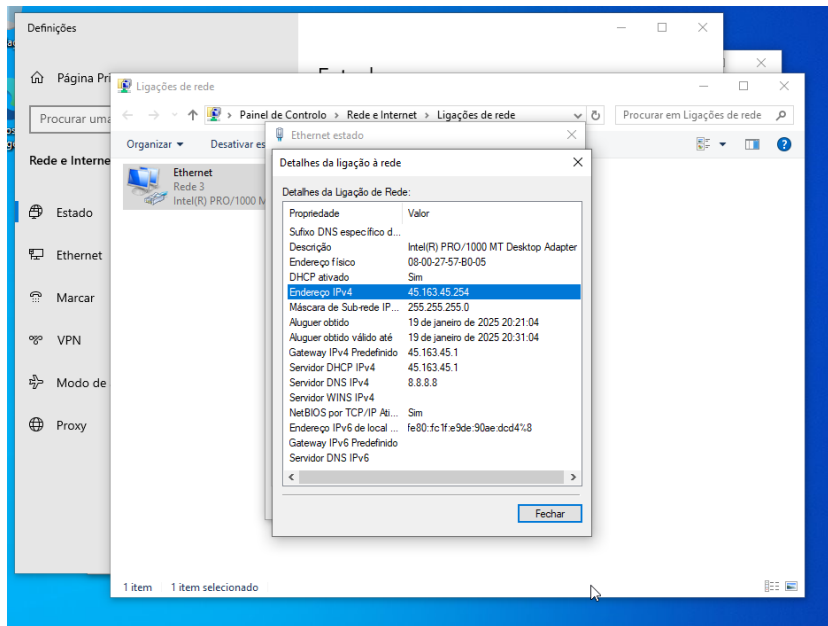 Definições
Página Pri
Procurar uma
Rede e Interne
Estado
Ethernet
Marcar
VPN
Modo de
Proxy
Ligações de rede
Painel de Controlo > Rede e Internet > Ligações de rede
Procurar em Ligações de rede
Organizar
Desativar es
Ethernet
Rede 3
Intel(R) PRO/1000 M
Ethernet estado
Detalhes da ligação à rede
Detalhes da Ligação de Rede:
Propriedade Valor
Sufixo DNS específico d...
Descrição Intel(R) PRO/1000 MT Desktop Adapter
Endereço físico 08-00-27-57-B0-05
DHCP ativado Sim
Endereço IPv4 45.163.45.254
Máscara de Sub-rede IP... 255.255.255.0
Aluguer obtido 19 de janeiro de 2025 20:21:04
Aluguer obtido válido até 19 de janeiro de 2025 20:31:04
Gateway IPv4 Predefinido 45.163.45.1
Servidor DHCP IPv4 45.163.45.1
Servidor DNS IPv4 8.8.8.8
Servidor WINS IPv4
NetBIOS por TCP/IP Ati... Sim
Endereço IPv6 de local ... fe80::fc1f:e9de:90ae:dcd4%8
Gateway IPv6 Predefinido
Servidor DNS IPv6
Fechar
1 item 1 item selecionado